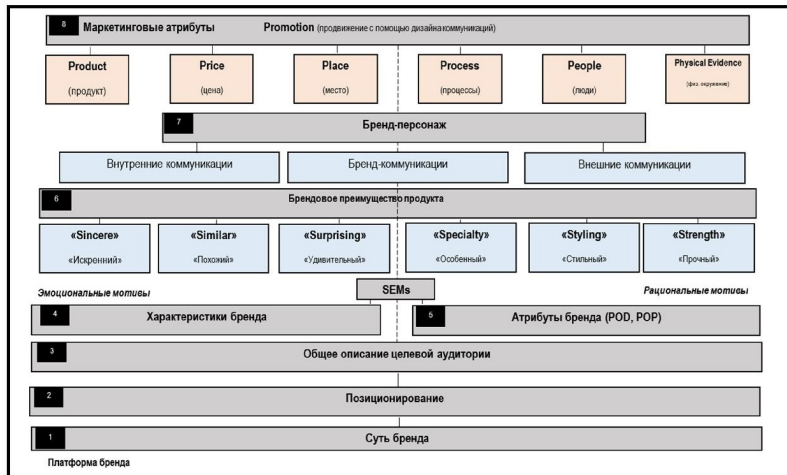 8 Маркетинговые атрибуты Promotion (продвижение с помощью дизайна коммуникаций)
Product Price Place Process People Physical Evidence
(продукт) (цена) (место) (процессы) (люди) (физ. окружение)
7 Бренд-персонаж
Внутренние коммуникации Бренд-коммуникации Внешние коммуникации
6 Брендовое преимущество продукта
«Sincere» «Similar» «Surprising» «Specialty» «Styling» «Strength»
«Искренний» «Похожий» «Удивительный» «Особенный» «Стильный» «Прочный»
Эмоциональные мотивы SEMs Рациональные мотивы
4 Характеристики бренда 5 Атрибуты бренда (POD, POP)
3 Общее описание целевой аудитории
2 Позиционирование
1 Суть бренда
Платформа бренда